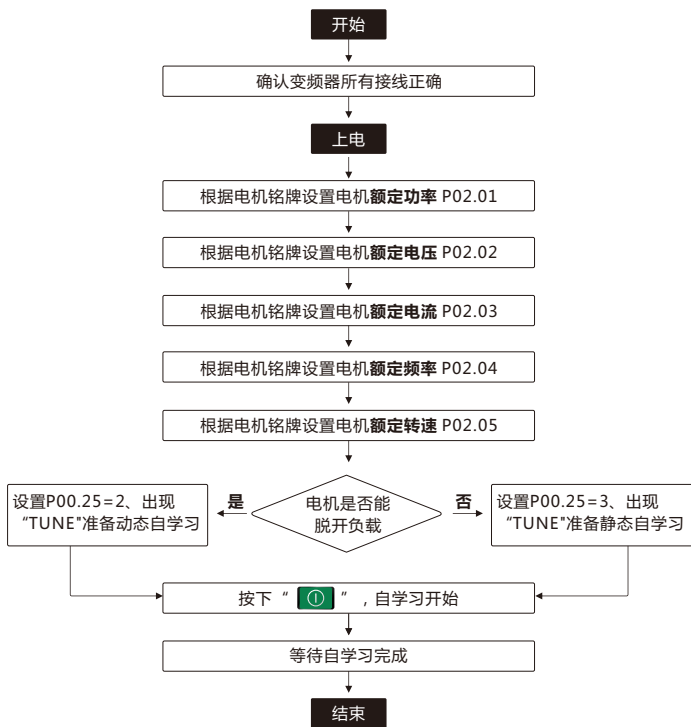 开始
确认变频器所有接线正确
上电
根据电机铭牌设置电机额定功率 P02.01
根据电机铭牌设置电机额定电压 P02.02
根据电机铭牌设置电机额定电流 P02.03
根据电机铭牌设置电机额定频率 P02.04
根据电机铭牌设置电机额定转速 P02.05
电机是否能
脱开负载
是
设置P00.25=2、出现
“TUNE"准备动态自学习
否
设置P00.25=3、出现
“TUNE"准备静态自学习
按下“ ”，自学习开始
等待自学习完成
结束